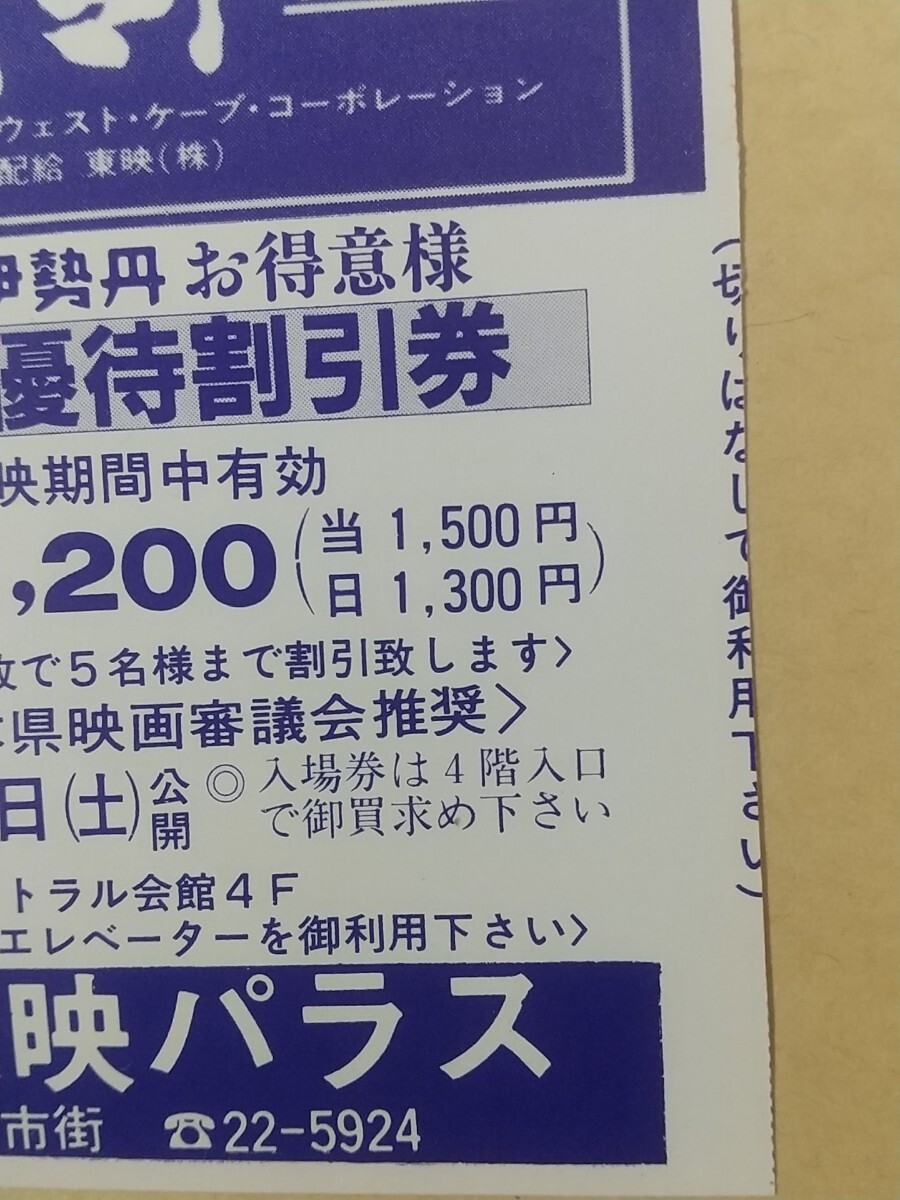 ウェスト・ケープ・コーポレーション
配給 東映(株)
伊勢丹 お得意様
優待割引券
映期間中有効
,200 (当 1,500円
日 1,300円)
枚で5名様まで割引致します〉
県映画審議会推奨〉
日(土)公開 ◎入場券は4階入口
で御買求め下さい
トラル会館4F
エレベーターを御利用下さい〉
映パラス
市街 ☎22-5924
(切りはなして御利用下さい)